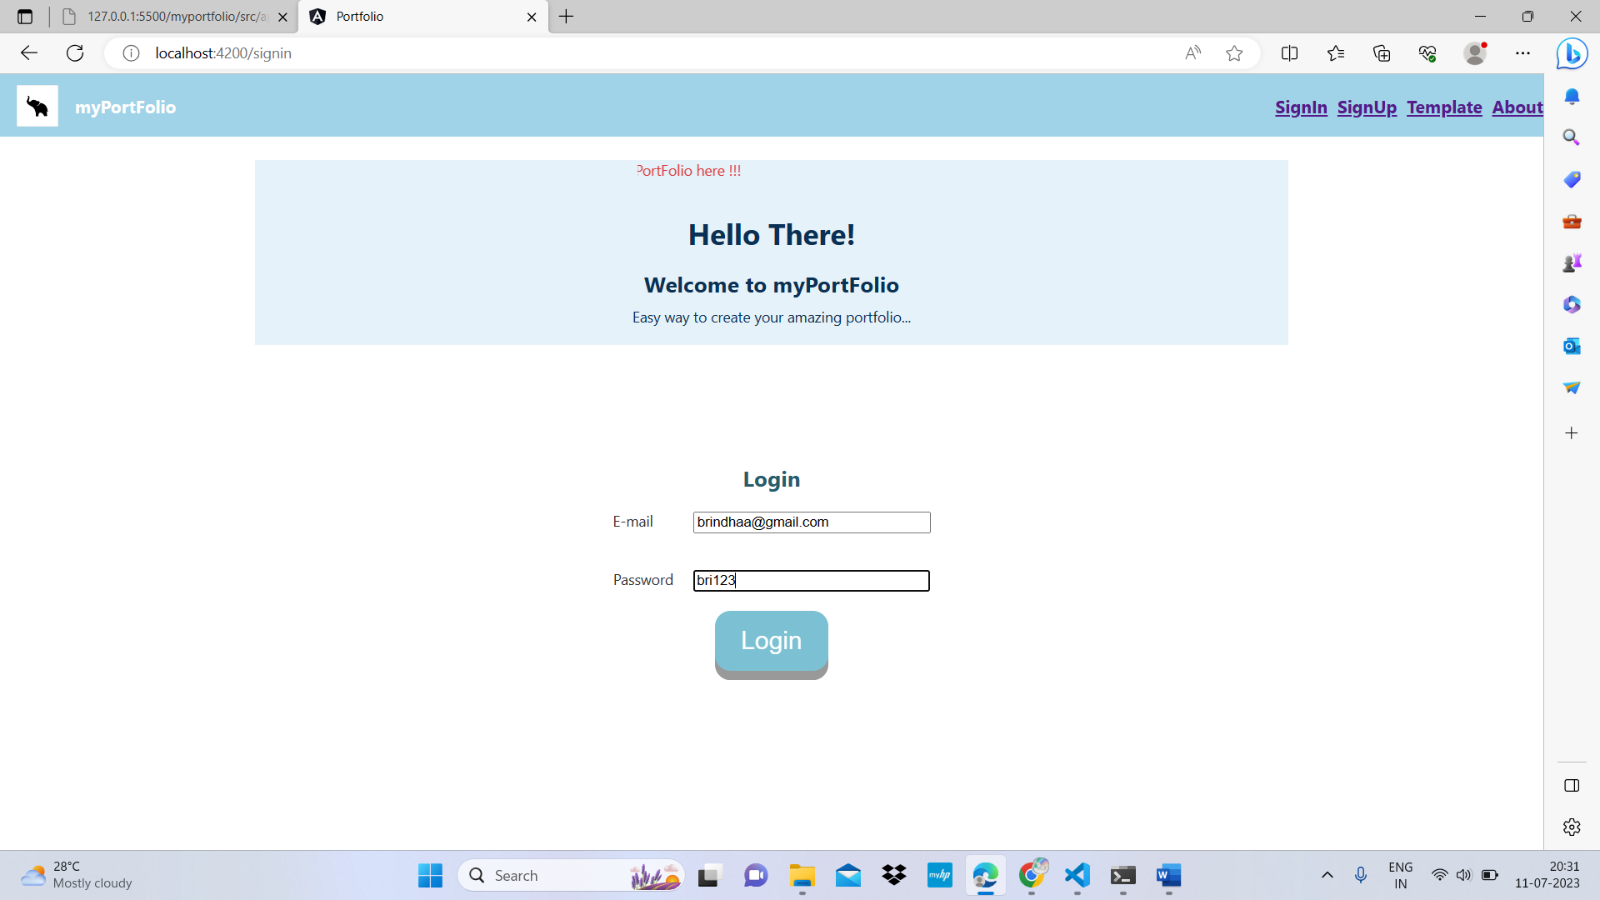 127.0.0.1:5500/myportfolio/src/a
Portfolio
localhost:4200/signin
myPortFolio
SignIn SignUp Template About
PortFolio here !!!
Hello There!
Welcome to myPortFolio
Easy way to create your amazing portfolio...
Login
E-mail brindhaa@gmail.com
Password bri123
Login
28°C
Mostly cloudy
Search
myhp
ENG
IN
20:31
11-07-2023